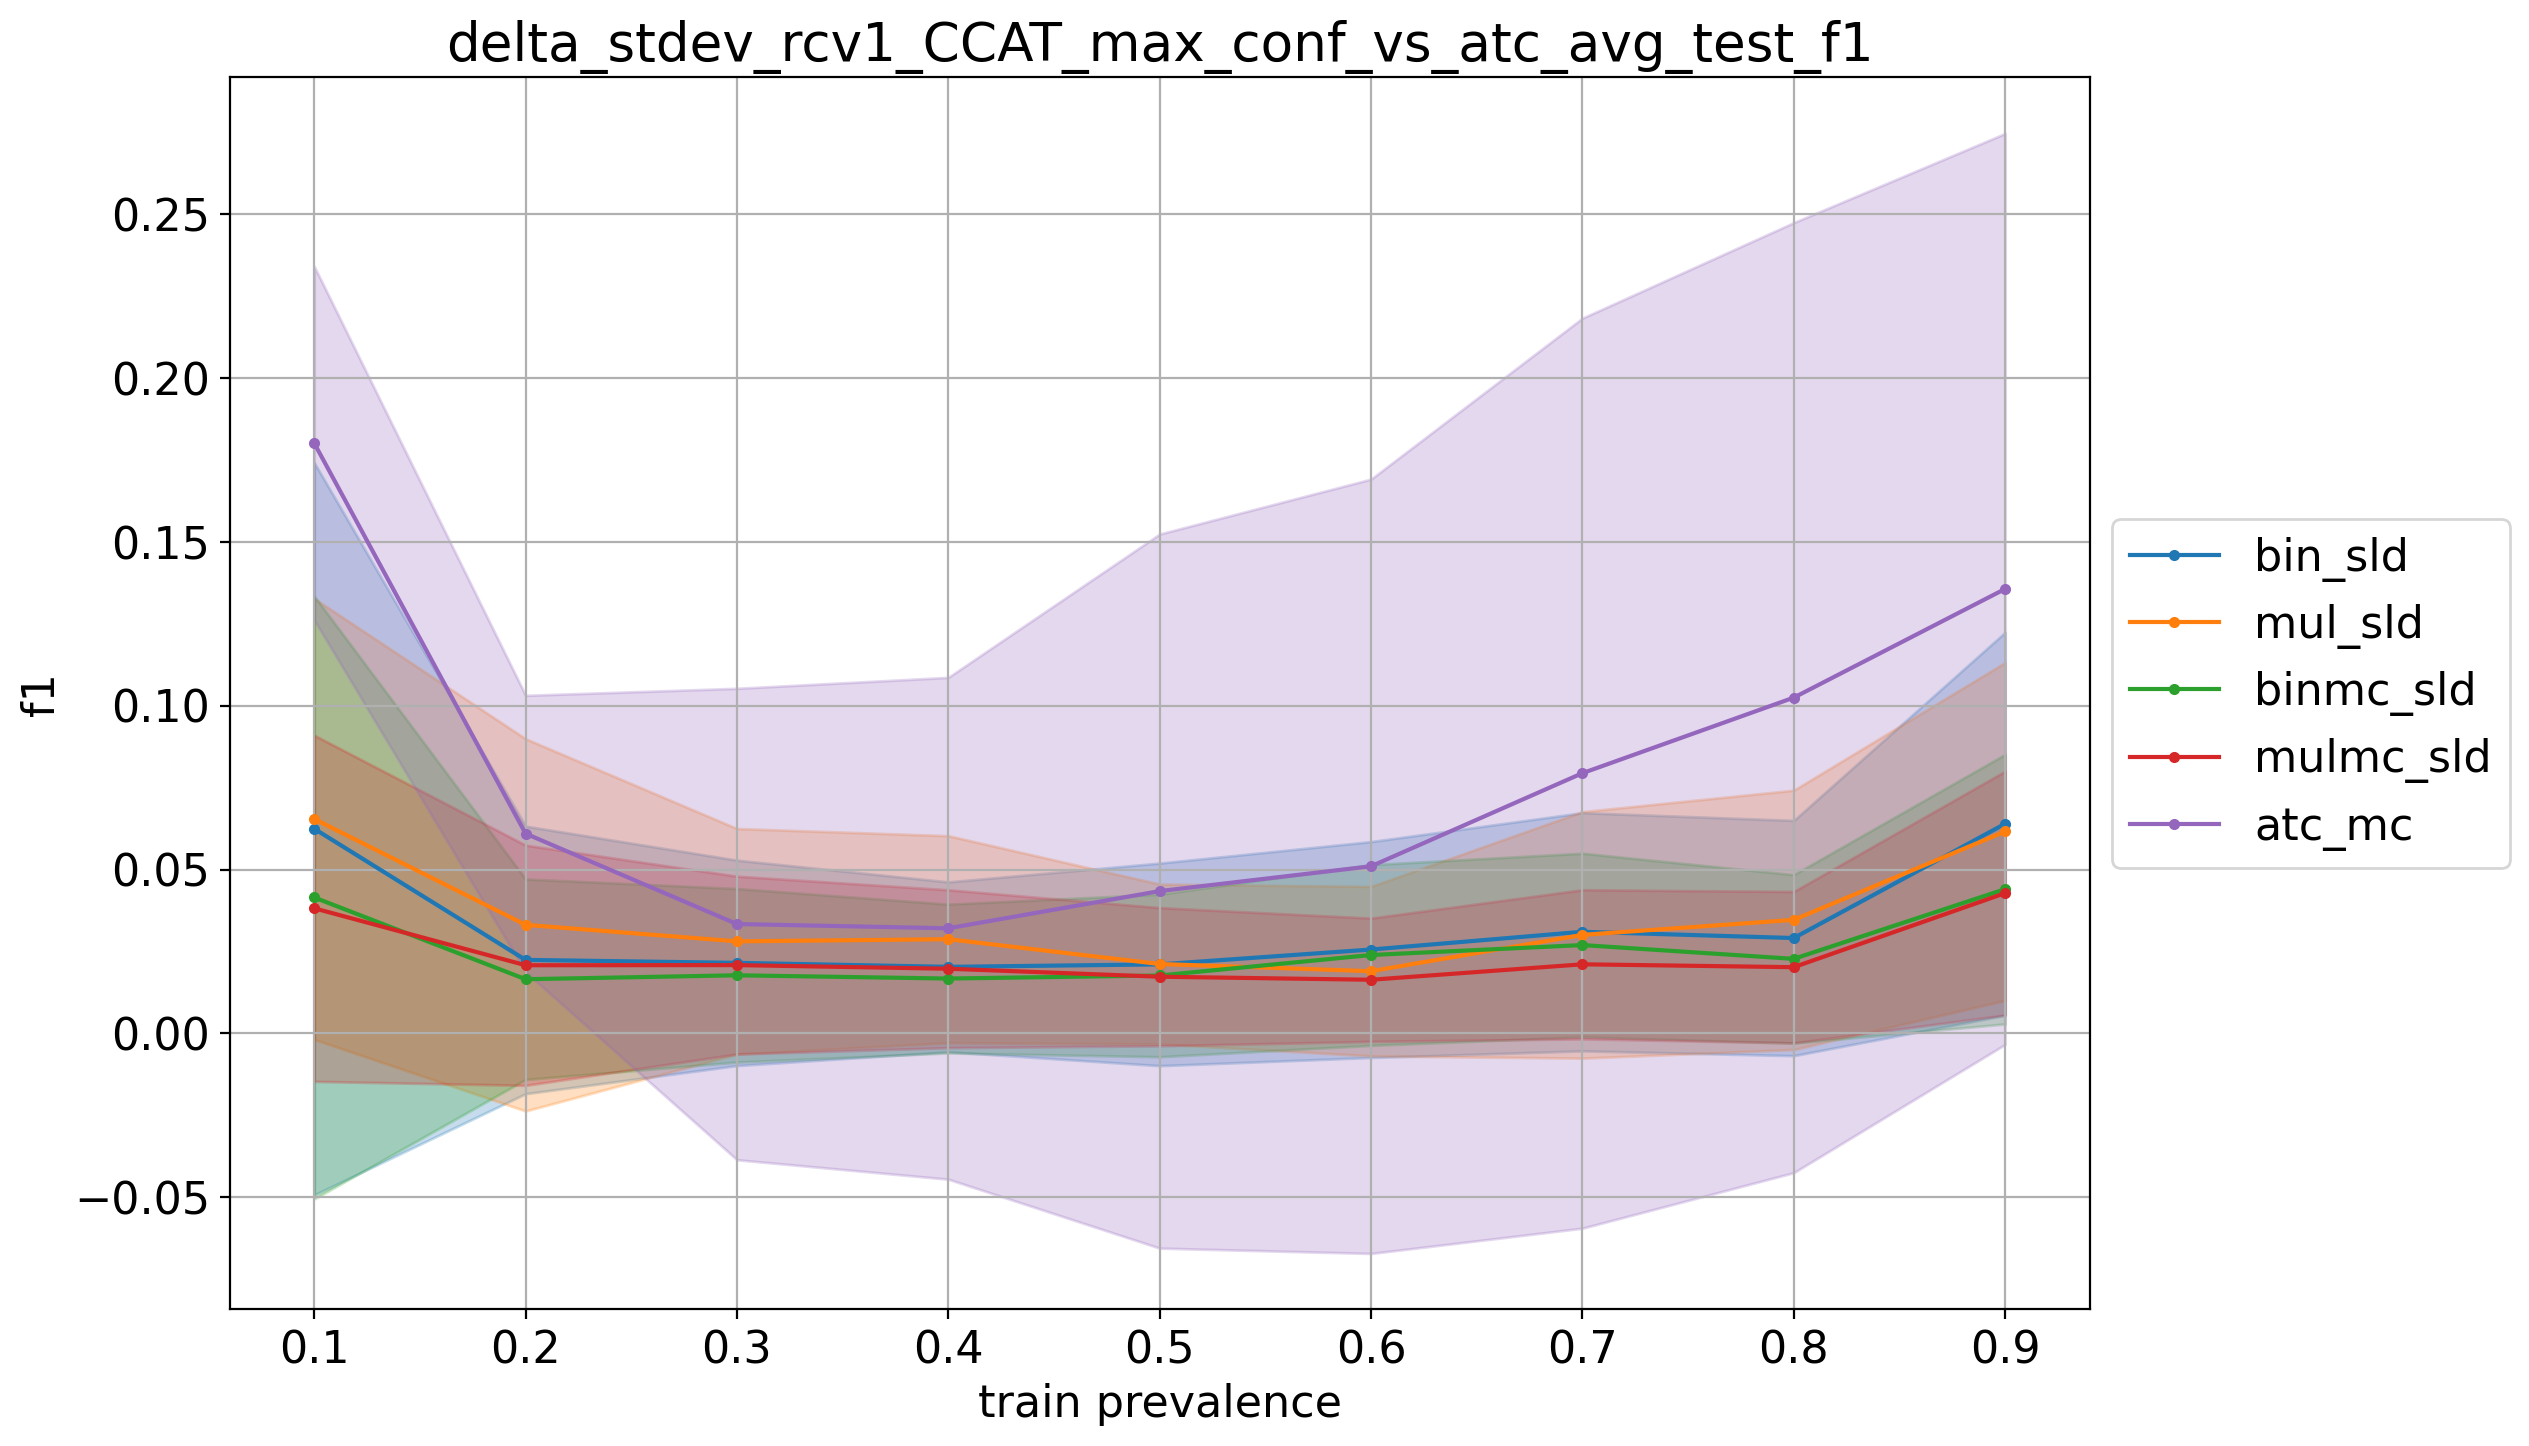 delta_stdev_rcv1_CCAT_max_conf_vs_atc_avg_test_f1
0.25
0.20
0.15
0.10
0.05
0.00
−0.05
f1
0.1 0.2 0.3 0.4 0.5 0.6 0.7 0.8 0.9
train prevalence
bin_sld
mul_sld
binmc_sld
mulmc_sld
atc_mc